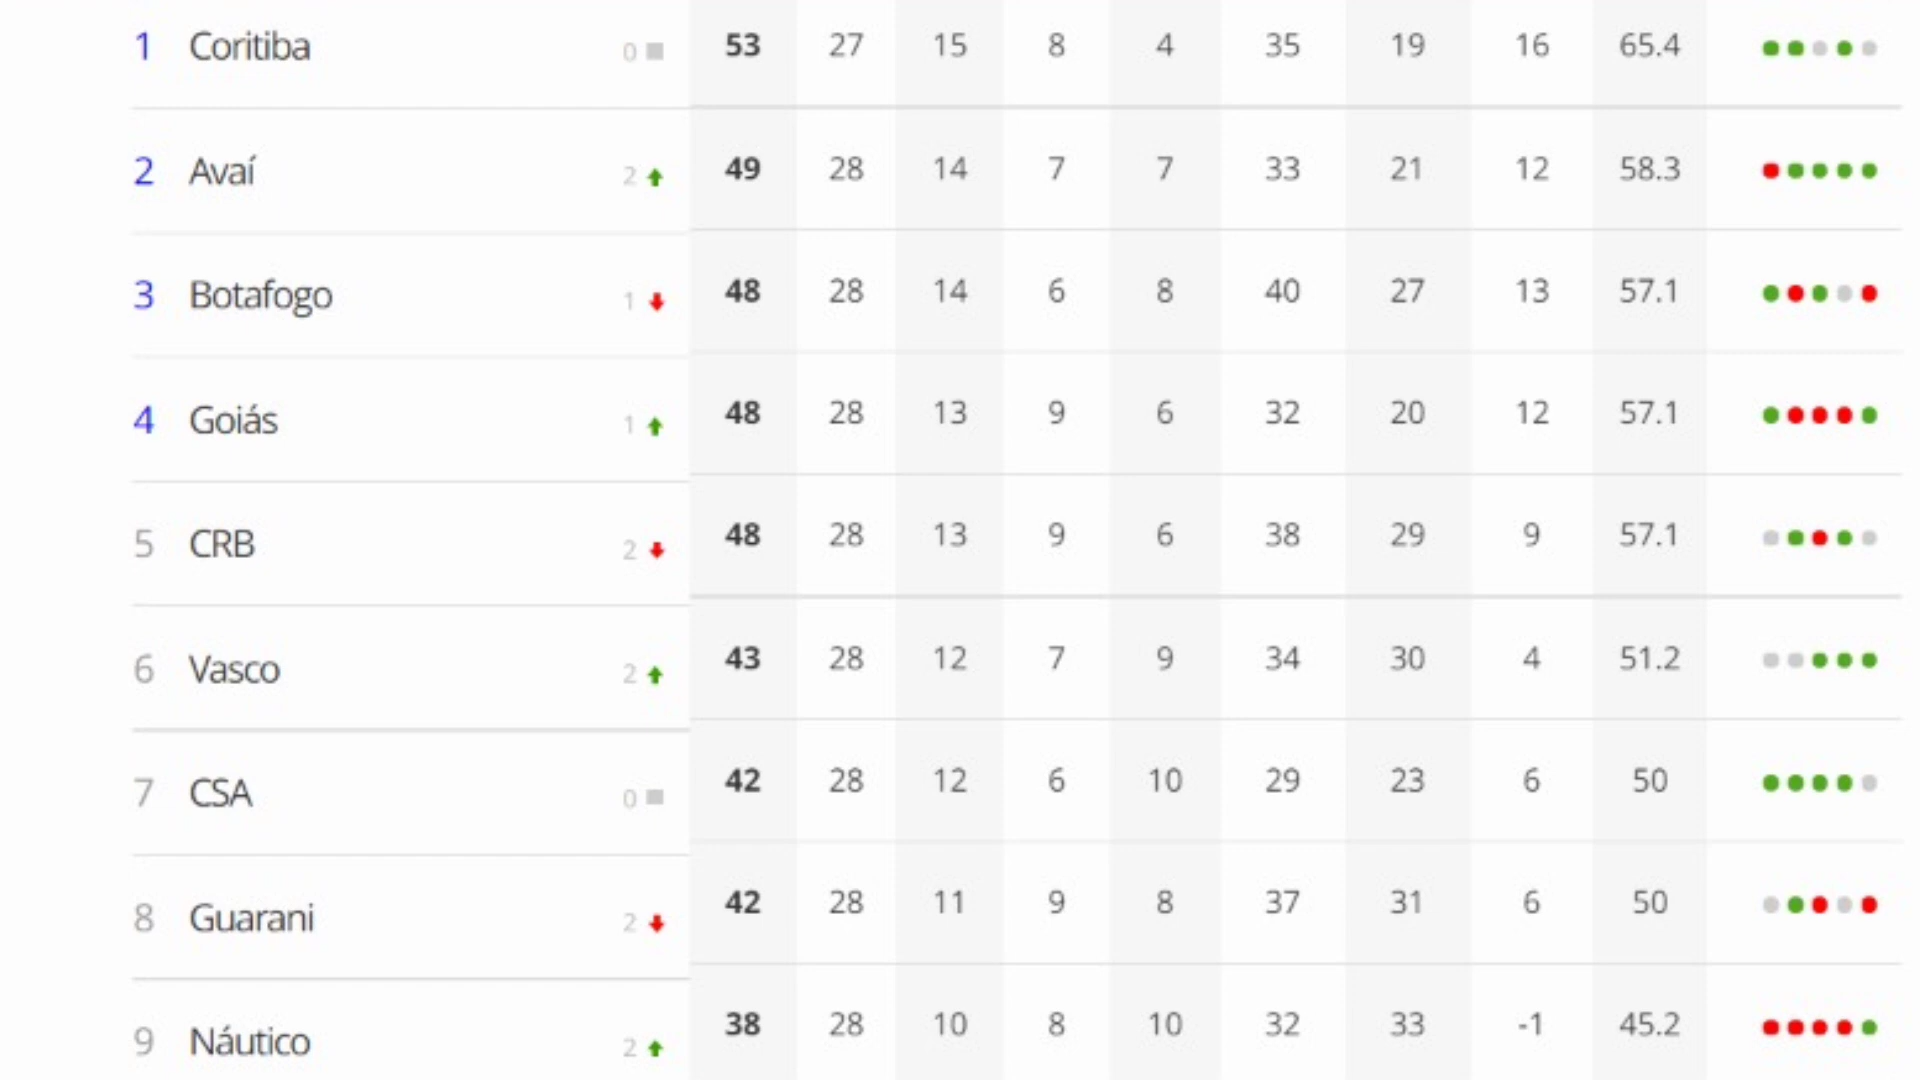 1 Coritiba 0 53 27 15 8 4 35 19 16 65.4
2 Avaí 2 49 28 14 7 7 33 21 12 58.3
3 Botafogo 1 48 28 14 6 8 40 27 13 57.1
4 Goiás 1 48 28 13 9 6 32 20 12 57.1
5 CRB 2 48 28 13 9 6 38 29 9 57.1
6 Vasco 2 43 28 12 7 9 34 30 4 51.2
7 CSA 0 42 28 12 6 10 29 23 6 50
8 Guarani 2 42 28 11 9 8 37 31 6 50
9 Náutico 2 38 28 10 8 10 32 33 -1 45.2